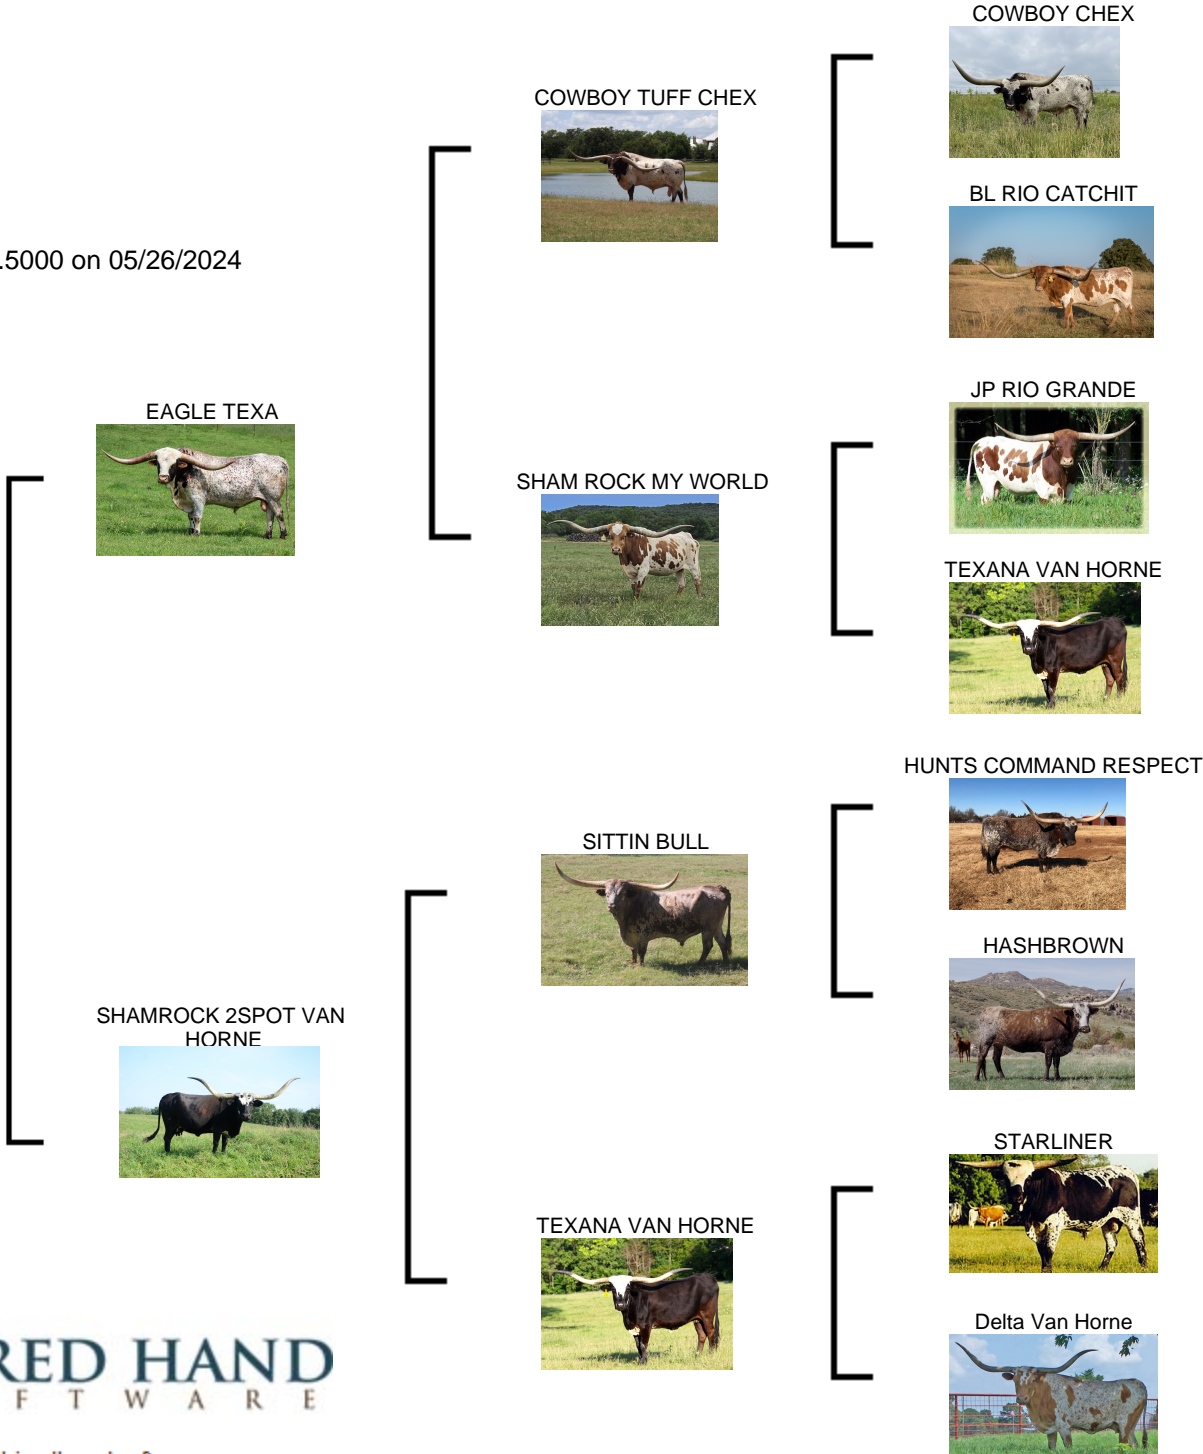 COWBOY CHEX
COWBOY TUFF CHEX
BL RIO CATCHIT
.5000 on 05/26/2024
JP RIO GRANDE
EAGLE TEXA
SHAM ROCK MY WORLD
TEXANA VAN HORNE
HUNTS COMMAND RESPECT
SITTIN BULL
HASHBROWN
SHAMROCK 2SPOT VAN
HORNE
STARLINER
TEXANA VAN HORNE
Delta Van Horne
RED HAND
F T W A R E